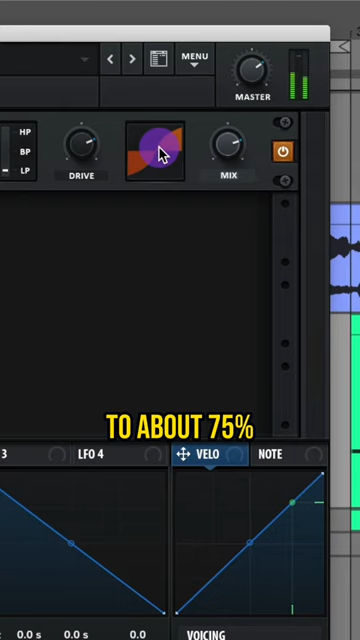 MENU
MASTER
HP
BP
LP
DRIVE
MIX
TO ABOUT 75%
3
LFO 4
VELO
NOTE
0.0 s
0.0 s
0.0
VOICING